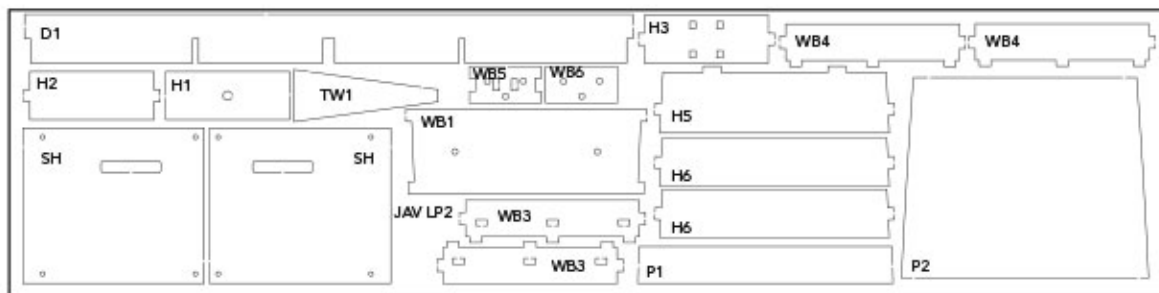 D1
H3
WB4
WB4
H2
H1
TW1
WB5
WB6
WB1
H5
SH
SH
H6
JAV LP2
WB3
H6
WB3
P1
P2